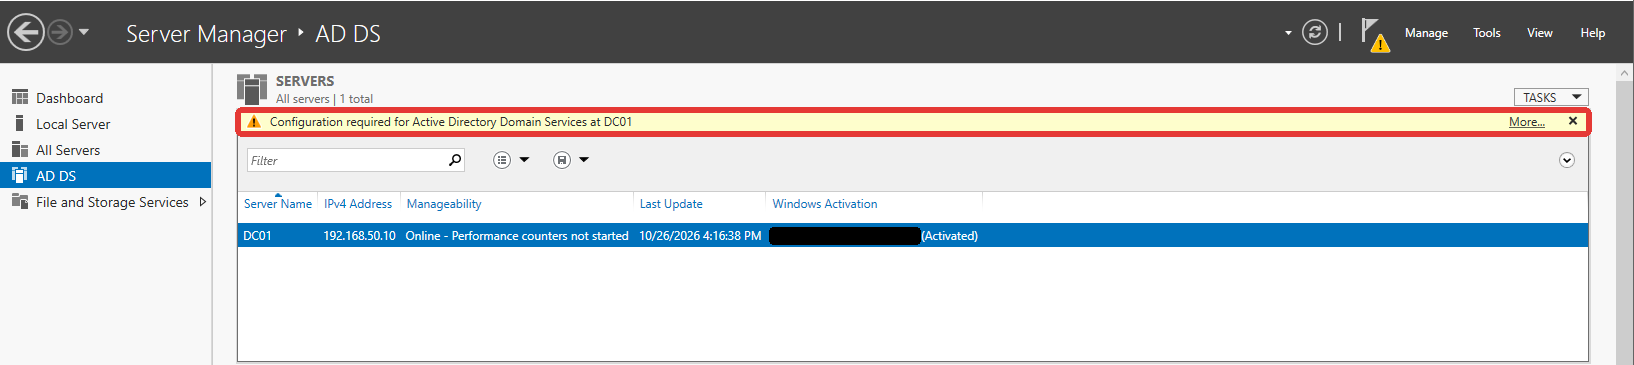 Server Manager ‣ AD DS
Manage Tools View Help
Dashboard
Local Server
All Servers
AD DS
File and Storage Services
SERVERS
All servers | 1 total
TASKS
Configuration required for Active Directory Domain Services at DC01 More...
Filter
Server Name IPv4 Address Manageability Last Update Windows Activation
DC01 192.168.50.10 Online - Performance counters not started 10/26/2026 4:16:38 PM (Activated)